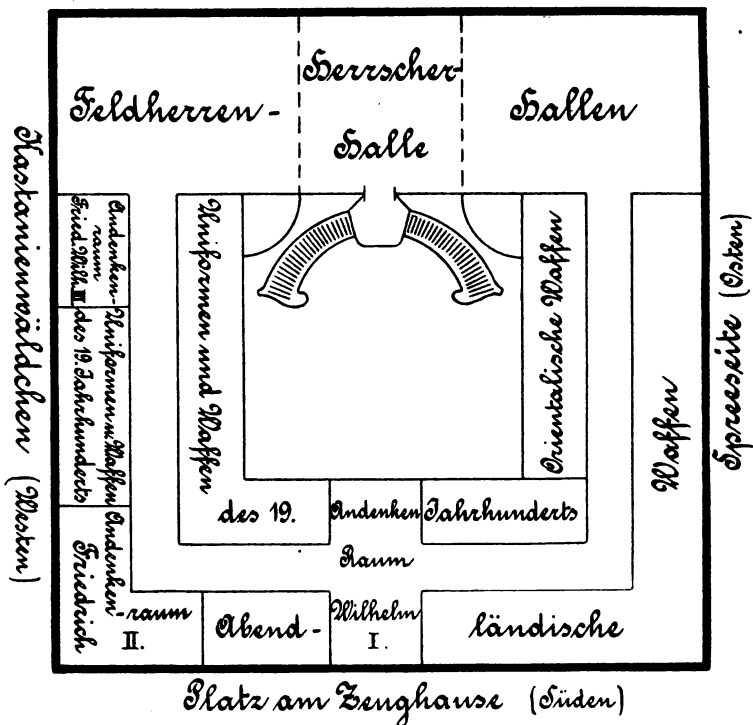 Herrscher-
Feldherren-
Hallen
Halle
Kastanienwäldchen (Westen)
Andenken-
raum
Fried. Wilh. III.
Uniformen u. Waffen
des 19. Jahrhunderts
Andenken
Friedrich
-raum
II.
Uniformen und Waffen
des 19.
Andenken
Jahrhunderts
Orientalische Waffen
Waffen
Spreeseite (Osten)
Raum
Abend-
Wilhelm
I.
ländische
Platz am Zeughause (Süden)